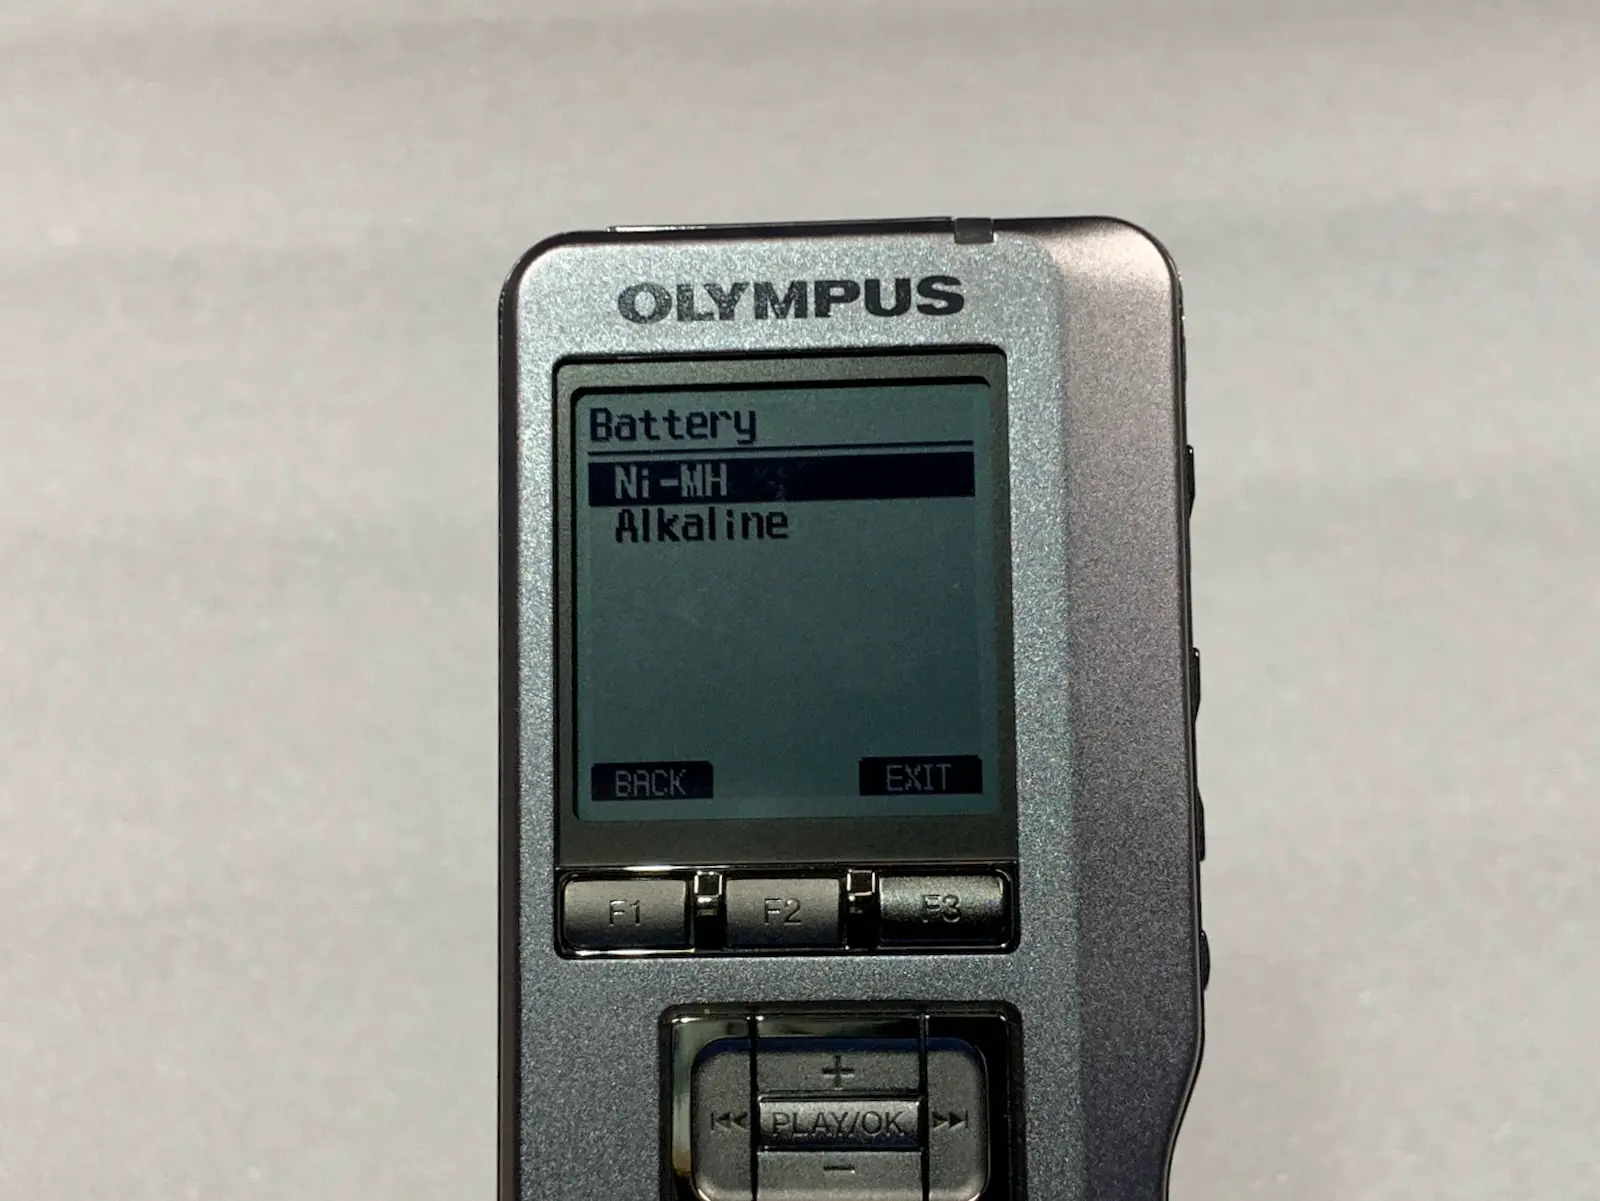 OLYMPUS
Battery
Ni-MH
Alkaline
BACK EXIT
F1 F2 F3
+
PLAY/OK
−